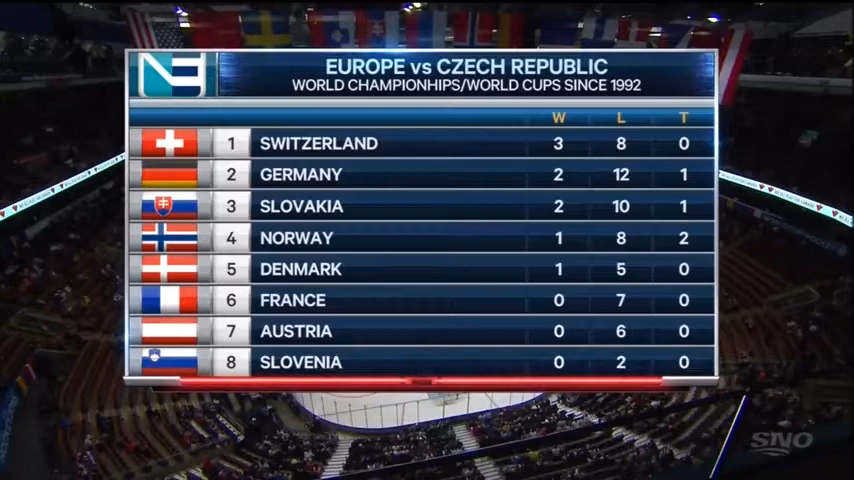 EUROPE vs CZECH REPUBLIC
WORLD CHAMPIONHIPS/WORLD CUPS SINCE 1992
W L T
1 SWITZERLAND 3 8 0
2 GERMANY 2 12 1
3 SLOVAKIA 2 10 1
4 NORWAY 1 8 2
5 DENMARK 1 5 0
6 FRANCE 0 7 0
7 AUSTRIA 0 6 0
8 SLOVENIA 0 2 0
SNO